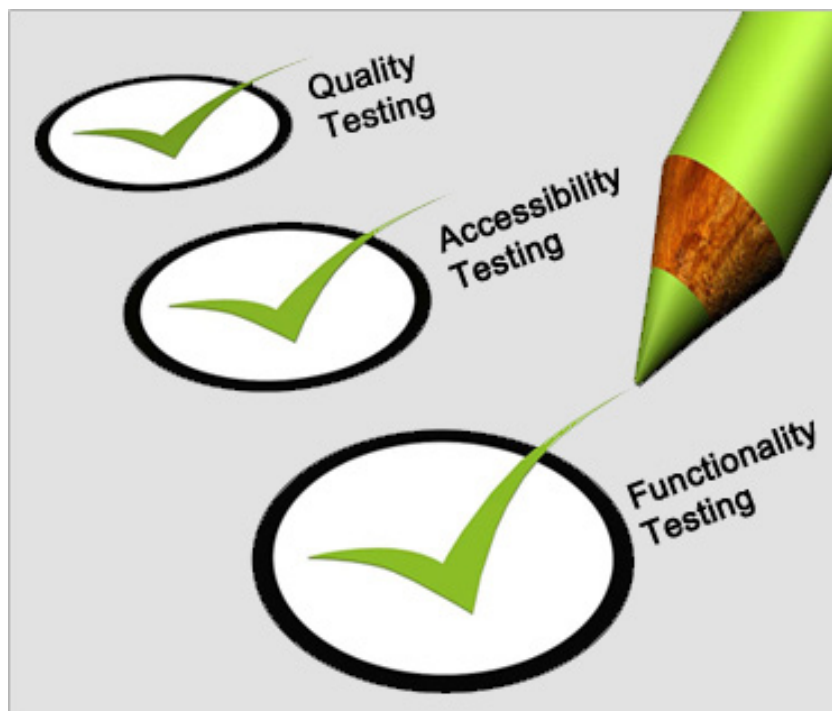 Quality
Testing
Accessibility
Testing
Functionality
Testing